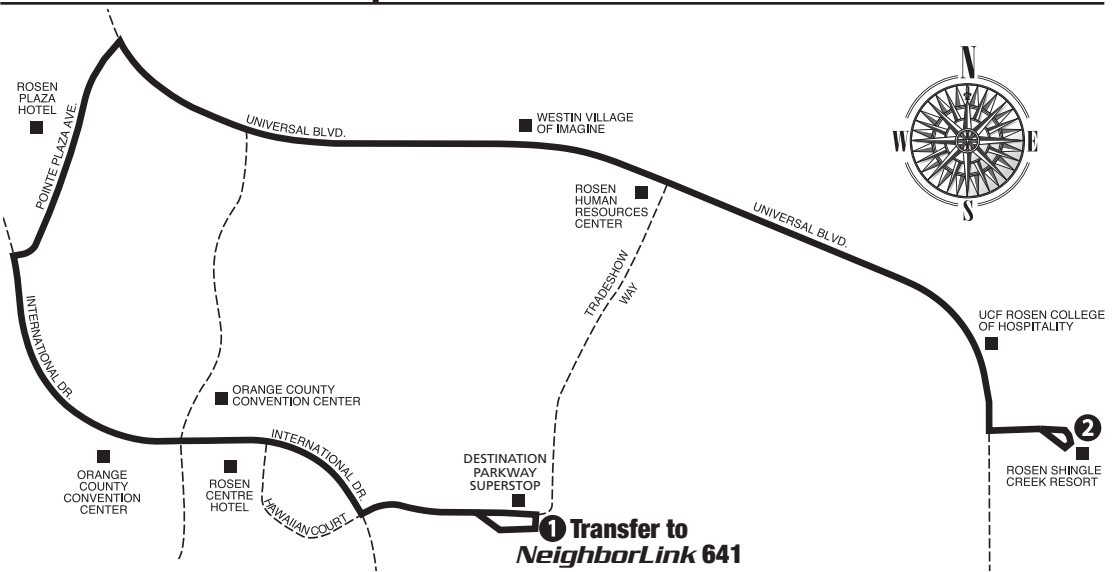 N
W
E
S
ROSEN
PLAZA
HOTEL
POINTE PLAZA AVE.
UNIVERSAL BLVD.
WESTIN VILLAGE
OF IMAGINE
ROSEN
HUMAN
RESOURCES
CENTER
UNIVERSAL BLVD.
TRADESHOW
WAY
UCF ROSEN COLLEGE
OF HOSPITALITY
INTERNATIONAL DR.
ORANGE COUNTY
CONVENTION CENTER
INTERNATIONAL DR.
ORANGE
COUNTY
CONVENTION
CENTER
ROSEN
CENTRE
HOTEL
HAWAIIAN COURT
DESTINATION
PARKWAY
SUPERSTOP
2
ROSEN SHINGLE
CREEK RESORT
1 Transfer to
NeighborLink 641